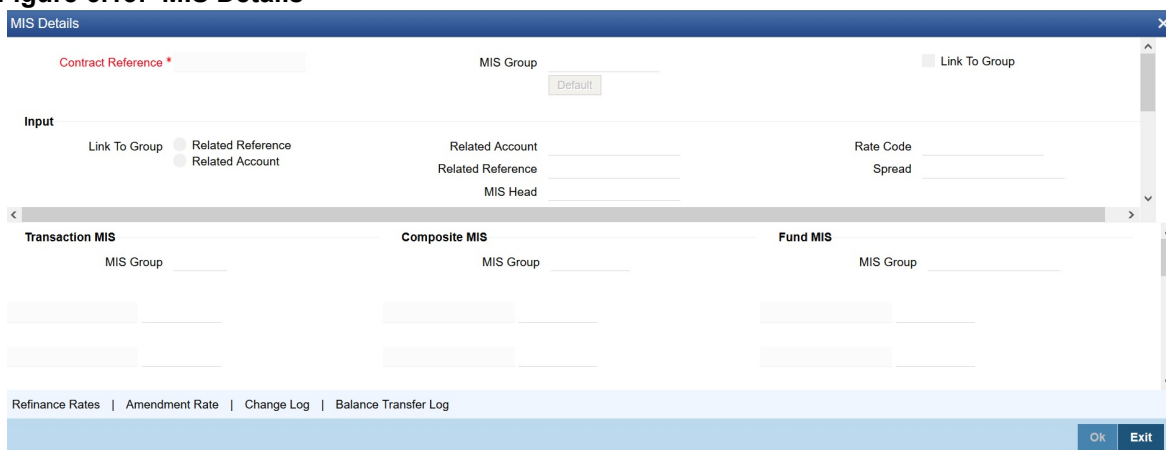 MIS Details
Contract Reference * MIS Group Link To Group
Default
Input
Link To Group Related Reference Related Account Rate Code
Related Account Related Reference Spread
MIS Head
Transaction MIS Composite MIS Fund MIS
MIS Group MIS Group MIS Group
Refinance Rates | Amendment Rate | Change Log | Balance Transfer Log
Ok Exit